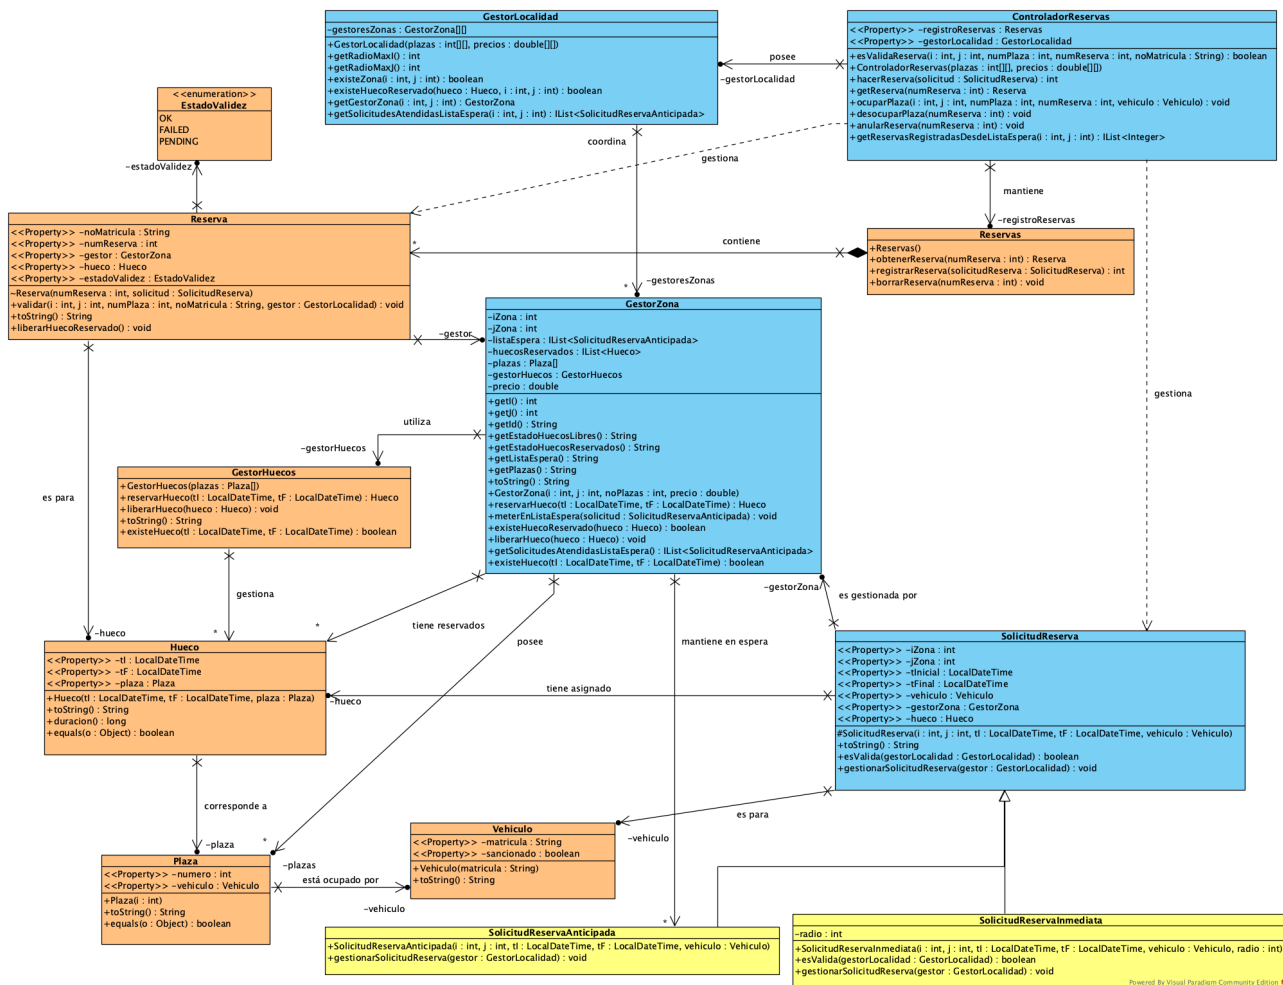 GestorLocalidad
-gestoresZonas : GestorZona[][]
+GestorLocalidad(plazas : int[][], precios : double[][])
+getRadioMaxI() : int
+getRadioMaxJ() : int
+existeZona(i : int, j : int) : boolean
+existeHuecoReservado(hueco : Hueco, i : int, j : int) : boolean
+getGestorZona(i : int, j : int) : GestorZona
+getSolicitudesAtendidasListaEspera(i : int, j : int) : IList<SolicitudReservaAnticipada>
posee
-gestorLocalidad
ControladorReservas
<<Property>> -registroReservas : Reservas
<<Property>> -gestorLocalidad : GestorLocalidad
+esValidaReserva(i : int, j : int, numPlaza : int, numReserva : int, noMatricula : String) : boolean
+ControladorReservas(plazas : int[][], precios : double[][])
+hacerReserva(solicitud : SolicitudReserva) : int
+getReserva(numReserva : int) : Reserva
+ocuparPlaza(i : int, j : int, numPlaza : int, numReserva : int, vehiculo : Vehiculo) : void
+desocuparPlaza(numReserva : int) : void
+anularReserva(numReserva : int) : void
+getReservasRegistradasDesdeListaEspera(i : int, j : int) : IList<Integer>
<<enumeration>>
EstadoValidez
OK
FAILED
PENDING
-estadoValidez
coordina
gestiona
mantiene
-registroReservas
Reserva
<<Property>> -noMatricula : String
<<Property>> -numReserva : int
<<Property>> -gestor : GestorZona
<<Property>> -hueco : Hueco
<<Property>> -estadoValidez : EstadoValidez
~Reserva(numReserva : int, solicitud : SolicitudReserva)
+validar(i : int, j : int, numPlaza : int, noMatricula : String, gestor : GestorLocalidad) : void
+toString() : String
+liberarHuecoReservado() : void
*
contiene
Reservas
+Reservas()
+obtenerReserva(numReserva : int) : Reserva
+registrarReserva(solicitudReserva : SolicitudReserva) : int
+borrarReserva(numReserva : int) : void
-gestoresZonas
*
-gestor
GestorZona
-iZona : int
-jZona : int
-listaEspera : IList<SolicitudReservaAnticipada>
-huecosReservados : IList<Hueco>
-plazas : Plaza[]
-gestorHuecos : GestorHuecos
-precio : double
+getI() : int
+getJ() : int
+getId() : String
+getEstadoHuecosLibres() : String
+getEstadoHuecosReservados() : String
+getListaEspera() : String
+getPlazas() : String
+toString() : String
+GestorZona(i : int, j : int, noPlazas : int, precio : double)
+reservarHueco(tI : LocalDateTime, tF : LocalDateTime) : Hueco
+meterEnListaEspera(solicitud : SolicitudReservaAnticipada) : void
+existeHuecoReservado(hueco : Hueco) : boolean
+liberarHueco(hueco : Hueco) : void
+getSolicitudesAtendidasListaEspera() : IList<SolicitudReservaAnticipada>
+existeHueco(tI : LocalDateTime, tF : LocalDateTime) : boolean
gestiona
utiliza
-gestorHuecos
es para
GestorHuecos
+GestorHuecos(plazas : Plaza[])
+reservarHueco(tI : LocalDateTime, tF : LocalDateTime) : Hueco
+liberarHueco(hueco : Hueco) : void
+toString() : String
+existeHueco(tI : LocalDateTime, tF : LocalDateTime) : boolean
gestiona
*
-hueco
*
tiene reservados
posee
mantiene en espera
-gestorZona
es gestionada por
Hueco
<<Property>> -tI : LocalDateTime
<<Property>> -tF : LocalDateTime
<<Property>> -plaza : Plaza
+Hueco(tI : LocalDateTime, tF : LocalDateTime, plaza : Plaza)
+toString() : String
+duracion() : long
+equals(o : Object) : boolean
tiene asignado
-hueco
SolicitudReserva
<<Property>> -iZona : int
<<Property>> -jZona : int
<<Property>> -tInicial : LocalDateTime
<<Property>> -tFinal : LocalDateTime
<<Property>> -vehiculo : Vehiculo
<<Property>> -gestorZona : GestorZona
<<Property>> -hueco : Hueco
#SolicitudReserva(i : int, j : int, tI : LocalDateTime, tF : LocalDateTime, vehiculo : Vehiculo)
+toString() : String
+esValida(gestorLocalidad : GestorLocalidad) : boolean
+gestionarSolicitudReserva(gestor : GestorLocalidad) : void
corresponde a
-plaza
*
-plazas
es para
-vehiculo
Plaza
<<Property>> -numero : int
<<Property>> -vehiculo : Vehiculo
+Plaza(i : int)
+toString() : String
+equals(o : Object) : boolean
está ocupado por
-vehiculo
Vehiculo
<<Property>> -matricula : String
<<Property>> -sancionado : boolean
+Vehiculo(matricula : String)
+toString() : String
*
SolicitudReservaAnticipada
+SolicitudReservaAnticipada(i : int, j : int, tI : LocalDateTime, tF : LocalDateTime, vehiculo : Vehiculo)
+gestionarSolicitudReserva(gestor : GestorLocalidad) : void
SolicitudReservaInmediata
-radio : int
+SolicitudReservaInmediata(i : int, j : int, tI : LocalDateTime, tF : LocalDateTime, vehiculo : Vehiculo, radio : int)
+esValida(gestorLocalidad : GestorLocalidad) : boolean
+gestionarSolicitudReserva(gestor : GestorLocalidad) : void
Powered By Visual Paradigm Community Edition